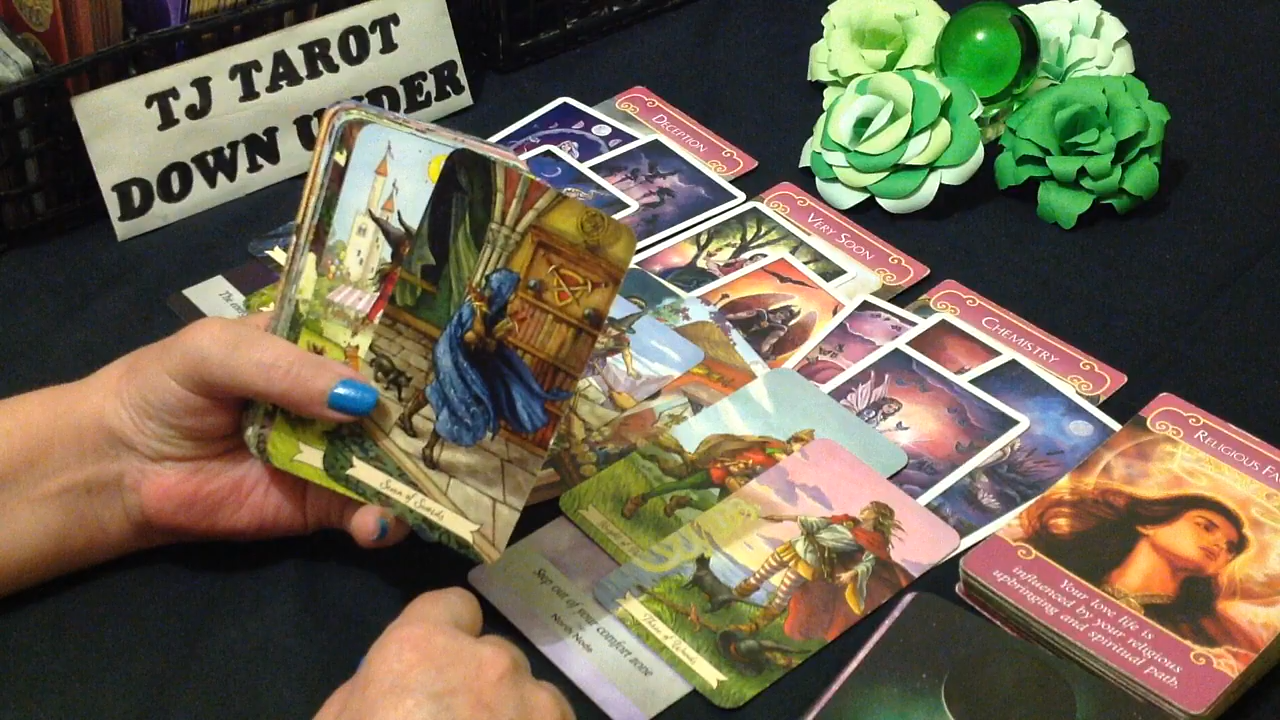 TJ TAROT
DOWN UNDER
DECEPTION
VERY SOON
CHEMISTRY
RELIGIOUS FA
Your love life is
influenced by your religious
upbringing and spiritual path.
Seven of Swords
Three of Wands
Step out of your comfort zone
North Node
The